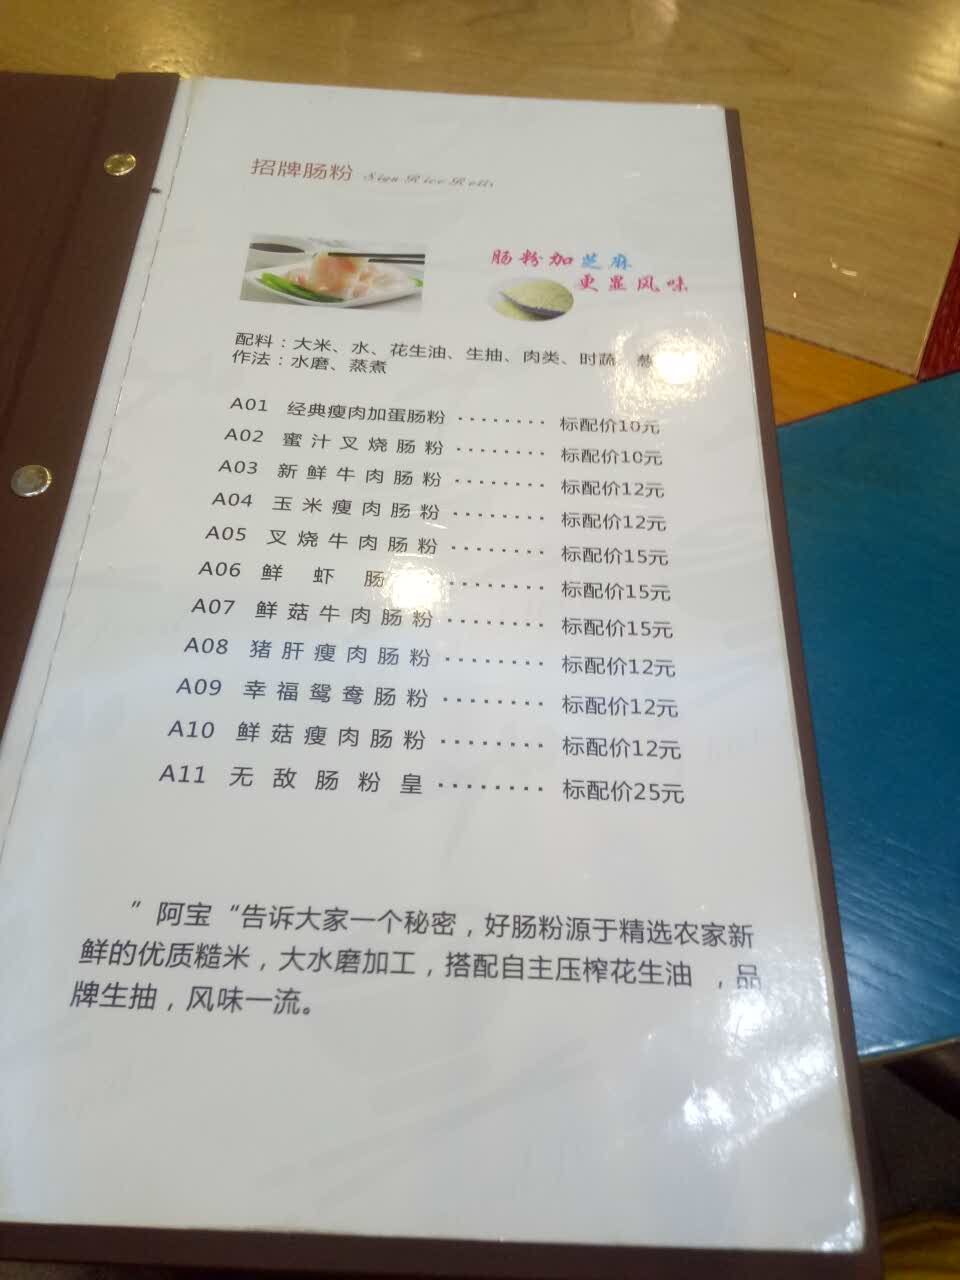 招牌肠粉 Sign Rice Rolls
肠粉加芝麻
更显风味
配料：大米、水、花生油、生抽、肉类、时蔬、葱
作法：水磨、蒸煮
A01 经典瘦肉加蛋肠粉 ········ 标配价10元
A02 蜜汁叉烧肠粉 ········ 标配价10元
A03 新鲜牛肉肠粉 ········ 标配价12元
A04 玉米瘦肉肠粉 ········ 标配价12元
A05 叉烧牛肉肠粉 ········ 标配价15元
A06 鲜虾肠 ········ 标配价15元
A07 鲜菇牛肉肠粉 ········ 标配价15元
A08 猪肝瘦肉肠粉 ········ 标配价12元
A09 幸福鸳鸯肠粉 ········ 标配价12元
A10 鲜菇瘦肉肠粉 ········ 标配价12元
A11 无敌肠粉皇 ········ 标配价25元
”阿宝“告诉大家一个秘密，好肠粉源于精选农家新
鲜的优质糙米，大水磨加工，搭配自主压榨花生油 ，品
牌生抽，风味一流。